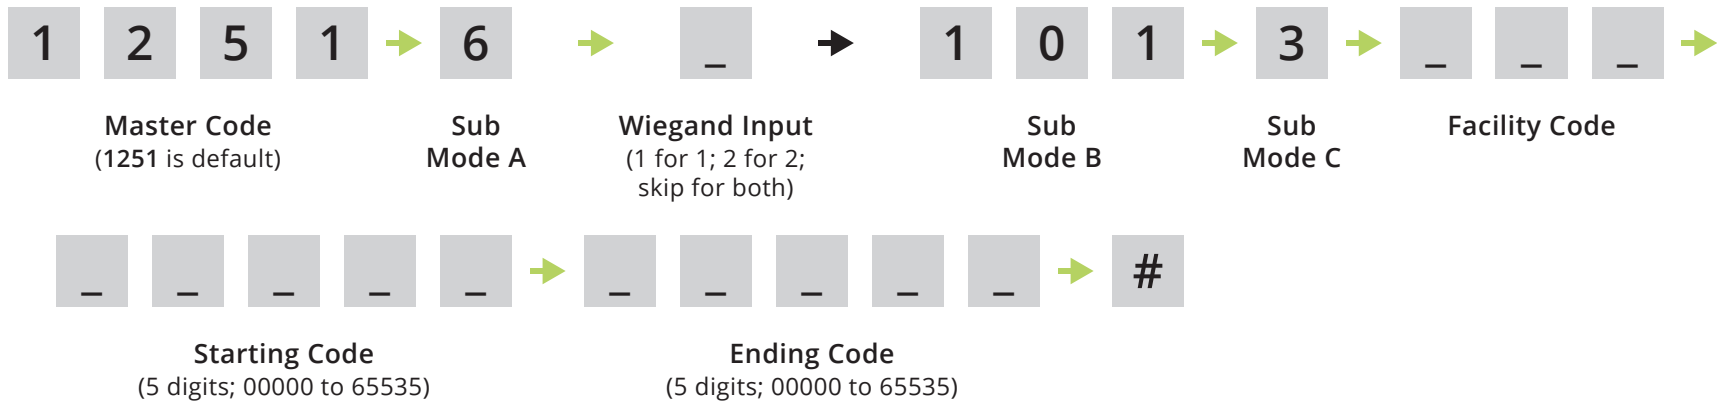 1 2 5 1 6 _ 1 0 1 3 _ _ _
Master Code Sub Wiegand Input Sub Sub Facility Code
(1251 is default) Mode A (1 for 1; 2 for 2; Mode B Mode C
skip for both)
_ _ _ _ _ _ _ _ _ _ #
Starting Code Ending Code
(5 digits; 00000 to 65535) (5 digits; 00000 to 65535)